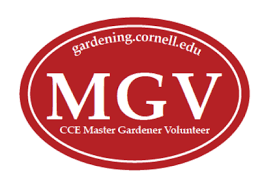 gardening.cornell.edu
MGV
CCE Master Gardener Volunteer